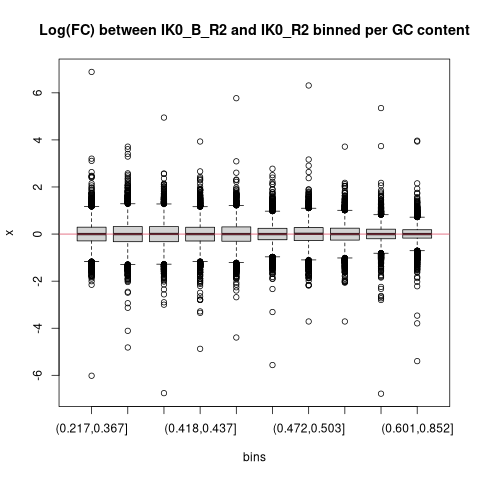 Log(FC) between IK0_B_R2 and IK0_R2 binned per GC content
6
4
2
0
-2
-4
-6
x
(0.217,0.367] (0.418,0.437] (0.472,0.503] (0.601,0.852]
bins